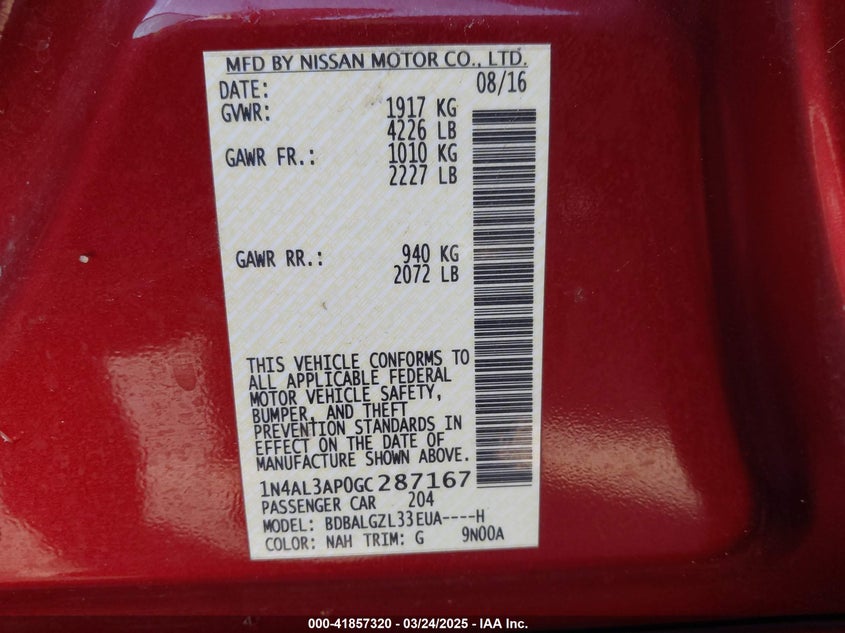 MFD BY NISSAN MOTOR CO., LTD.
DATE: 08/16
GVWR: 1917 KG
4226 LB
GAWR FR.: 1010 KG
2227 LB
GAWR RR.: 940 KG
2072 LB
THIS VEHICLE CONFORMS TO
ALL APPLICABLE FEDERAL
MOTOR VEHICLE SAFETY,
BUMPER, AND THEFT
PREVENTION STANDARDS IN
EFFECT ON THE DATE OF
MANUFACTURE SHOWN ABOVE.
1N4AL3AP0GC287167
PASSENGER CAR 204
MODEL: BDBALGZL33EUA----H
COLOR: NAH TRIM: G 9N00A
000-41857320 - 03/24/2025 - IAA Inc.